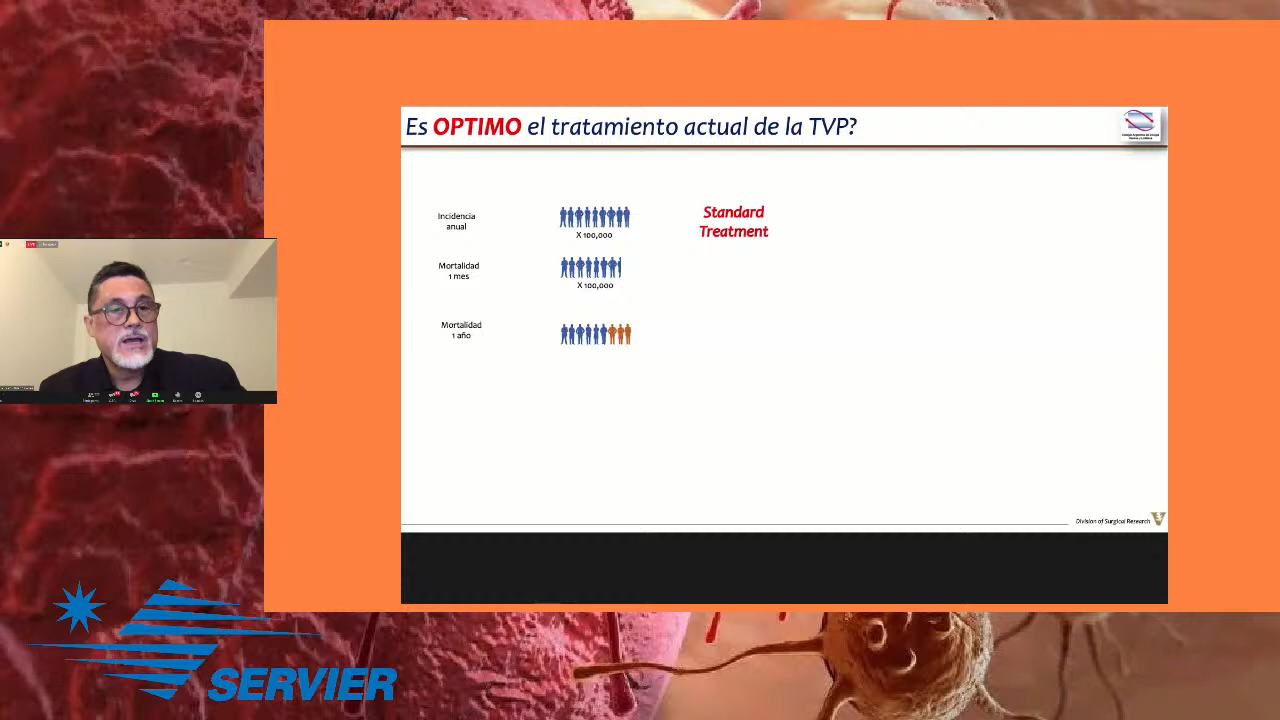 Es OPTIMO el tratamiento actual de la TVP?
Incidencia
anual
X 100,000
Standard
Treatment
Mortalidad
1 mes
X 100,000
Mortalidad
1 año
Division of Surgical Research
SERVIER